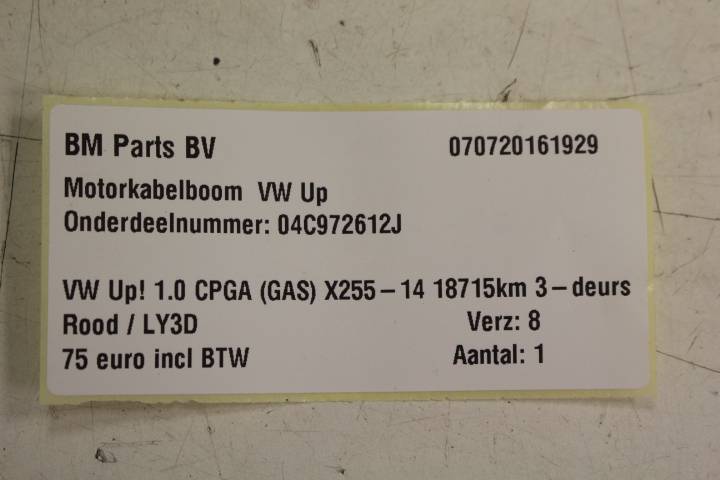 BM Parts BV 070720161929
Motorkabelboom VW Up
Onderdeelnummer: 04C972612J
VW Up! 1.0 CPGA (GAS) X255-14 18715km 3-deurs
Rood / LY3D Verz: 8
75 euro incl BTW Aantal: 1